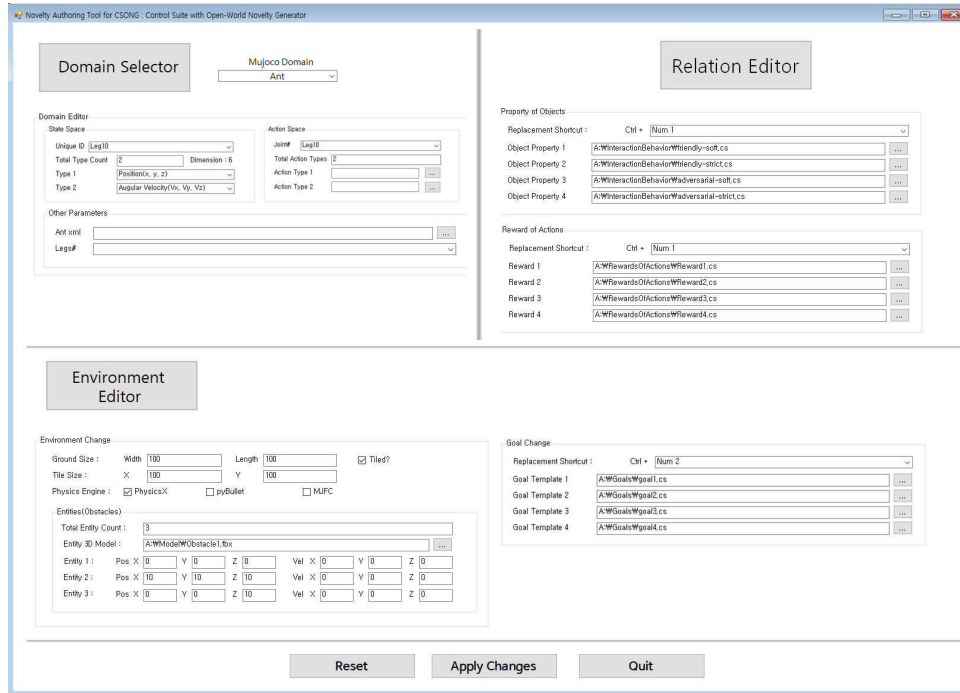 Novelty Authoring Tool for CSONG : Control Suite with Open-World Novelty Generator
Domain Selector
Mujoco Domain
Ant
Domain Editor
State Space
Unique ID Leg10
Total Type Count 2 Dimension : 6
Type 1 Position(x, y, z)
Type 2 Augular Velocity(Vx, Vy, Vz)
Action Space
Joint# Leg10
Total Action Types 2
Action Type 1 ...
Action Type 2 ...
Other Parameters
Ant xml ...
Legs#
Relation Editor
Property of Objects
Replacement Shortcut : Ctrl + Num 1
Object Property 1 A:₩InteractionBehavior₩friendly-soft,cs ...
Object Property 2 A:₩InteractionBehavior₩friendly-strict,cs ...
Object Property 3 A:₩InteractionBehavior₩adversarial-soft,cs ...
Object Property 4 A:₩InteractionBehavior₩adversarial-strict,cs ...
Reward of Actions
Replacement Shortcut : Ctrl + Num 1
Reward 1 A:₩RewardsOfActions₩Reward1,cs ...
Reward 2 A:₩RewardsOfActions₩Reward2,cs ...
Reward 3 A:₩RewardsOfActions₩Reward3,cs ...
Reward 4 A:₩RewardsOfActions₩Reward4,cs ...
Environment
Editor
Environment Change
Ground Size : Width 100 Length 100 Tiled?
Tile Size : X 100 Y 100
Physics Engine : PhysicsX pyBullet MJFC
Entities(Obstacles)
Total Entity Count : 3
Entity 3D Model : A:₩Model₩Obstacle1,fbx ...
Entity 1 : Pos X 0 Y 0 Z 0 Vel X 0 Y 0 Z 0
Entity 2 : Pos X 10 Y 10 Z 10 Vel X 0 Y 0 Z 0
Entity 3 : Pos X 0 Y 0 Z 10 Vel X 0 Y 0 Z 0
Goal Change
Replacement Shortcut : Ctrl + Num 2
Goal Template 1 A:₩Goals₩goal1,cs ...
Goal Template 2 A:₩Goals₩goal2,cs ...
Goal Template 3 A:₩Goals₩goal3,cs ...
Goal Template 4 A:₩Goals₩goal4,cs ...
Reset Apply Changes Quit